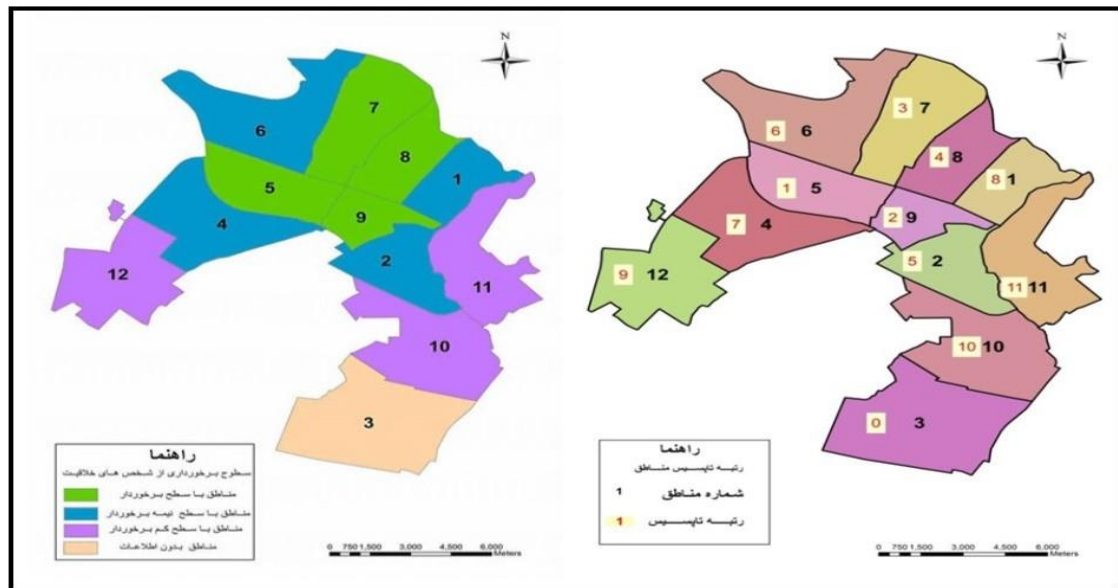 N
7
6
8
1
5
9
4
2
12
11
10
3
راهنما
سطوح برخورداری از شخص های خلاقیت
مناطق با سطح برخوردار
مناطق با سطح نیمه برخوردار
مناطق با سطح کم برخوردار
مناطق بدون اطلاعات
0 750 1,500 3,000 4,500 6,000
Meters
N
3 7
6 6
4 8
8 1
1 5
2 9
7 4
5 2
9 12
11 11
10 10
0 3
راهنما
رتبه تاپسیس مناطق
1 شماره مناطق
1 رتبه تاپسیس
0 750 1,500 3,000 4,500 6,000
Meters